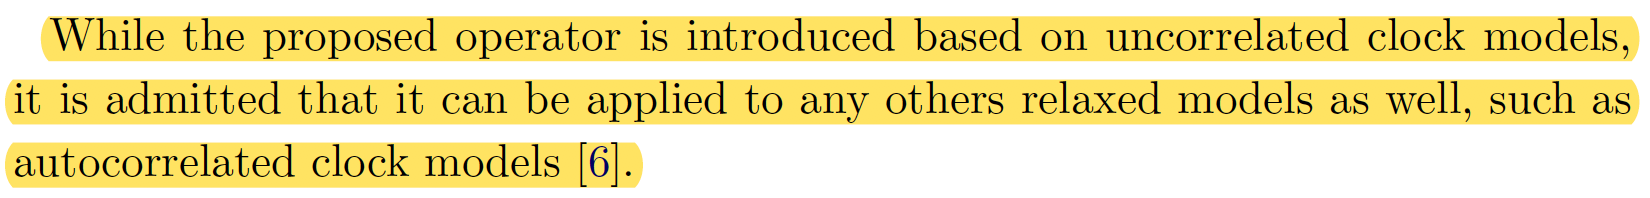 While the proposed operator is introduced based on uncorrelated clock models,
it is admitted that it can be applied to any others relaxed models as well, such as
autocorrelated clock models [6].